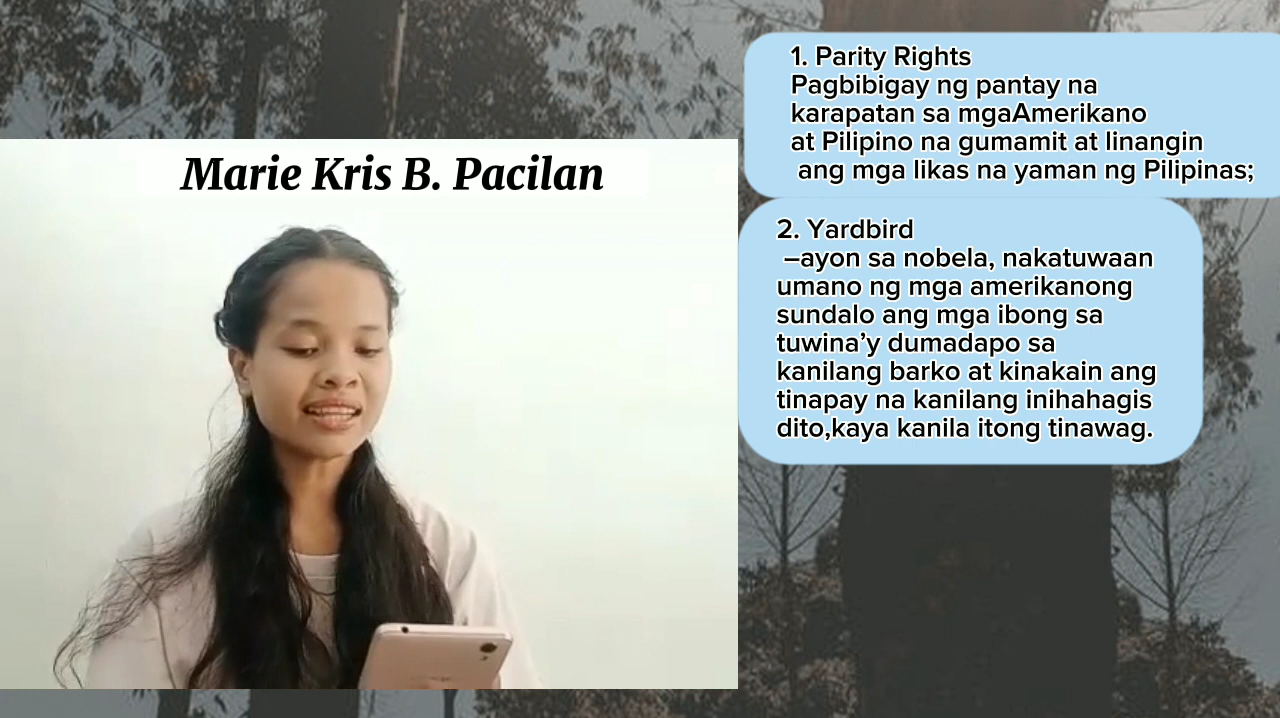 Marie Kris B. Pacilan
1. Parity Rights
Pagbibigay ng pantay na
karapatan sa mgaAmerikano
at Pilipino na gumamit at linangin
ang mga likas na yaman ng Pilipinas;
2. Yardbird
–ayon sa nobela, nakatuwaan
umano ng mga amerikanong
sundalo ang mga ibong sa
tuwina’y dumadapo sa
kanilang barko at kinakain ang
tinapay na kanilang inihahagis
dito,kaya kanila itong tinawag.